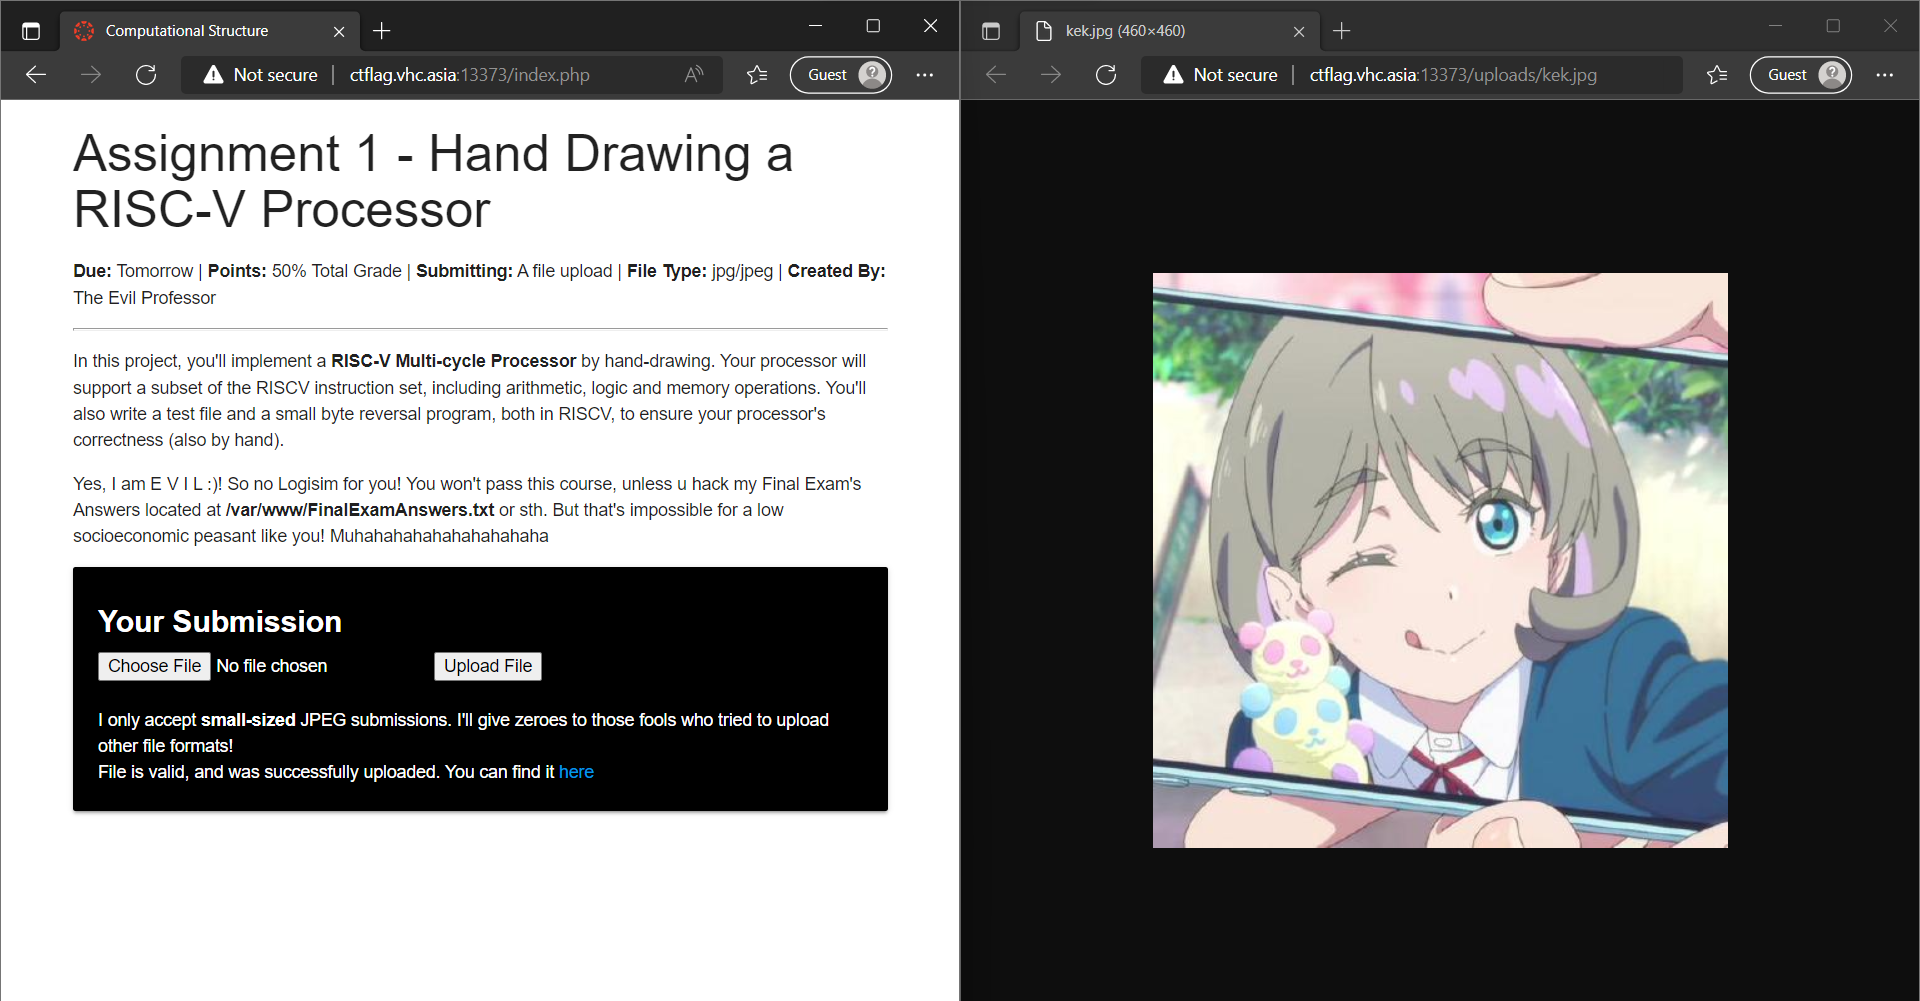 Computational Structure
Not secure
ctflag.vhc.asia:13373/index.php
Guest
Assignment 1 - Hand Drawing a
RISC-V Processor
Due: Tomorrow | Points: 50% Total Grade | Submitting: A file upload | File Type: jpg/jpeg | Created By:
The Evil Professor
In this project, you'll implement a RISC-V Multi-cycle Processor by hand-drawing. Your processor will
support a subset of the RISCV instruction set, including arithmetic, logic and memory operations. You'll
also write a test file and a small byte reversal program, both in RISCV, to ensure your processor's
correctness (also by hand).
Yes, I am E V I L :)! So no Logisim for you! You won't pass this course, unless u hack my Final Exam's
Answers located at /var/www/FinalExamAnswers.txt or sth. But that's impossible for a low
socioeconomic peasant like you! Muhahahahahahahahaha
Your Submission
Choose File No file chosen
Upload File
I only accept small-sized JPEG submissions. I'll give zeroes to those fools who tried to upload
other file formats!
File is valid, and was successfully uploaded. You can find it here
kek.jpg (460×460)
Not secure
ctflag.vhc.asia:13373/uploads/kek.jpg
Guest